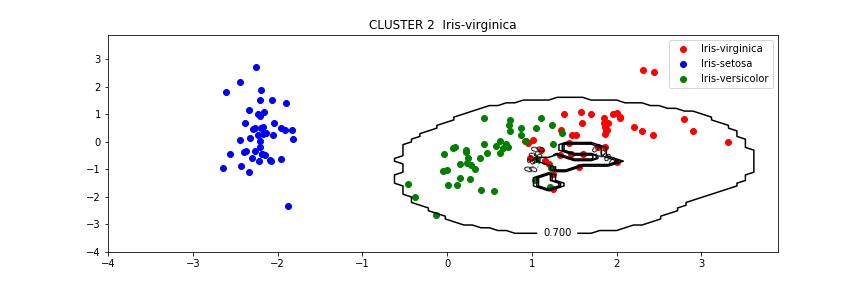 CLUSTER 2  Iris-virginica
Iris-virginica
Iris-setosa
Iris-versicolor
3
2
1
0
−1
−2
−3
−4
0.700
−4 −3 −2 −1 0 1 2 3